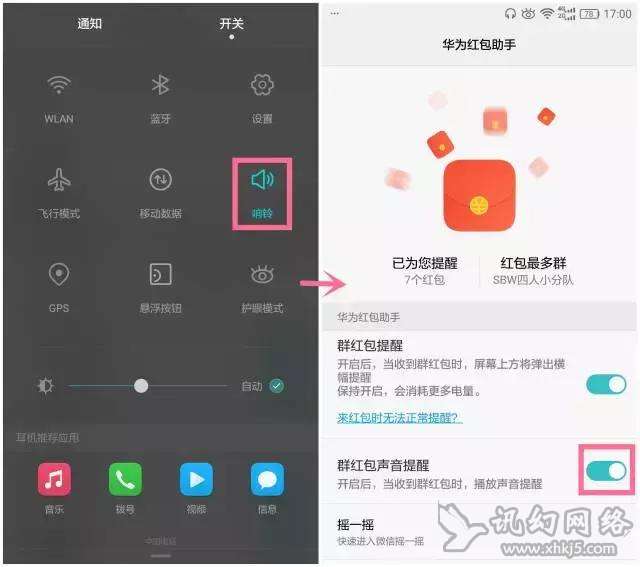 通知
开关
WLAN
蓝牙
设置
飞行模式
移动数据
响铃
GPS
悬浮按钮
护眼模式
自动
耳机推荐应用
音乐
拨号
视频
信息
中国电信
4G
2G
78
17:00
华为红包助手
已为您提醒
7个红包
红包最多群
SBW四人小分队
华为红包助手
群红包提醒
开启后，当收到群红包时，屏幕上方将弹出横
幅提醒
保持开启，会消耗更多电量。
来红包时无法正常提醒？
群红包声音提醒
开启后，当收到群红包时，播放声音提醒
摇一摇
快速进入微信摇一摇
讯幻网络
www.xhkj5.com